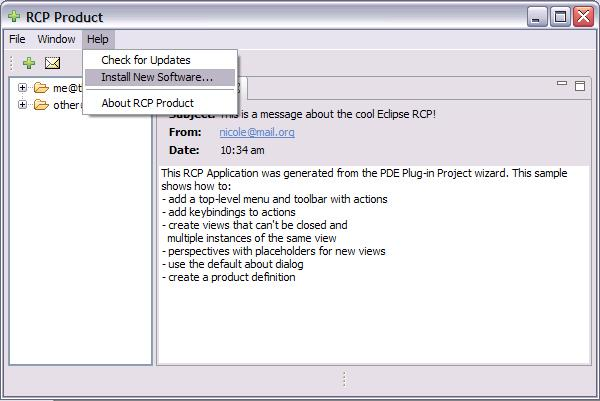 RCP Product
File Window Help
Check for Updates
Install New Software...
About RCP Product
me@t
other
Subject: This is a message about the cool Eclipse RCP!
From: nicole@mail.org
Date: 10:34 am
This RCP Application was generated from the PDE Plug-in Project wizard. This sample
shows how to:
- add a top-level menu and toolbar with actions
- add keybindings to actions
- create views that can't be closed and
multiple instances of the same view
- perspectives with placeholders for new views
- use the default about dialog
- create a product definition